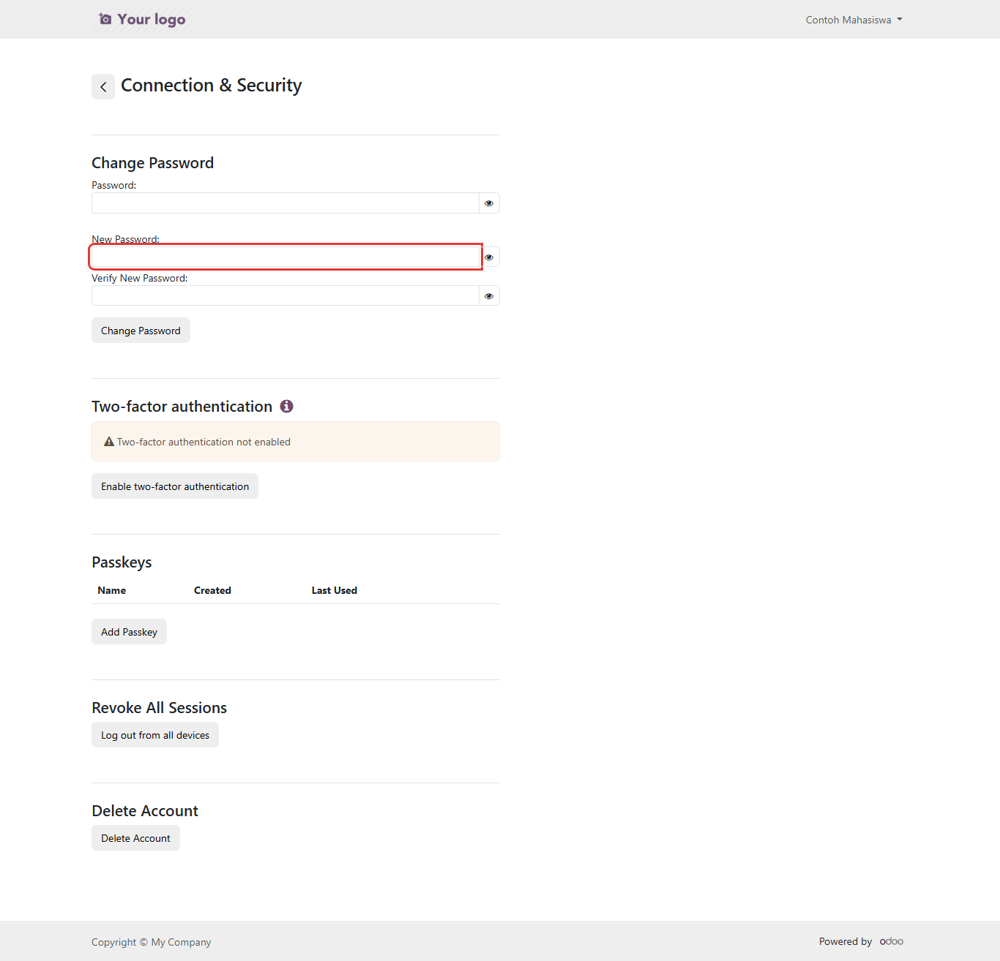 Your logo
Contoh Mahasiswa
Connection & Security
Change Password
Password:
New Password:
Verify New Password:
Change Password
Two-factor authentication
Two-factor authentication not enabled
Enable two-factor authentication
Passkeys
Name Created Last Used
Add Passkey
Revoke All Sessions
Log out from all devices
Delete Account
Delete Account
Copyright © My Company
Powered by odoo